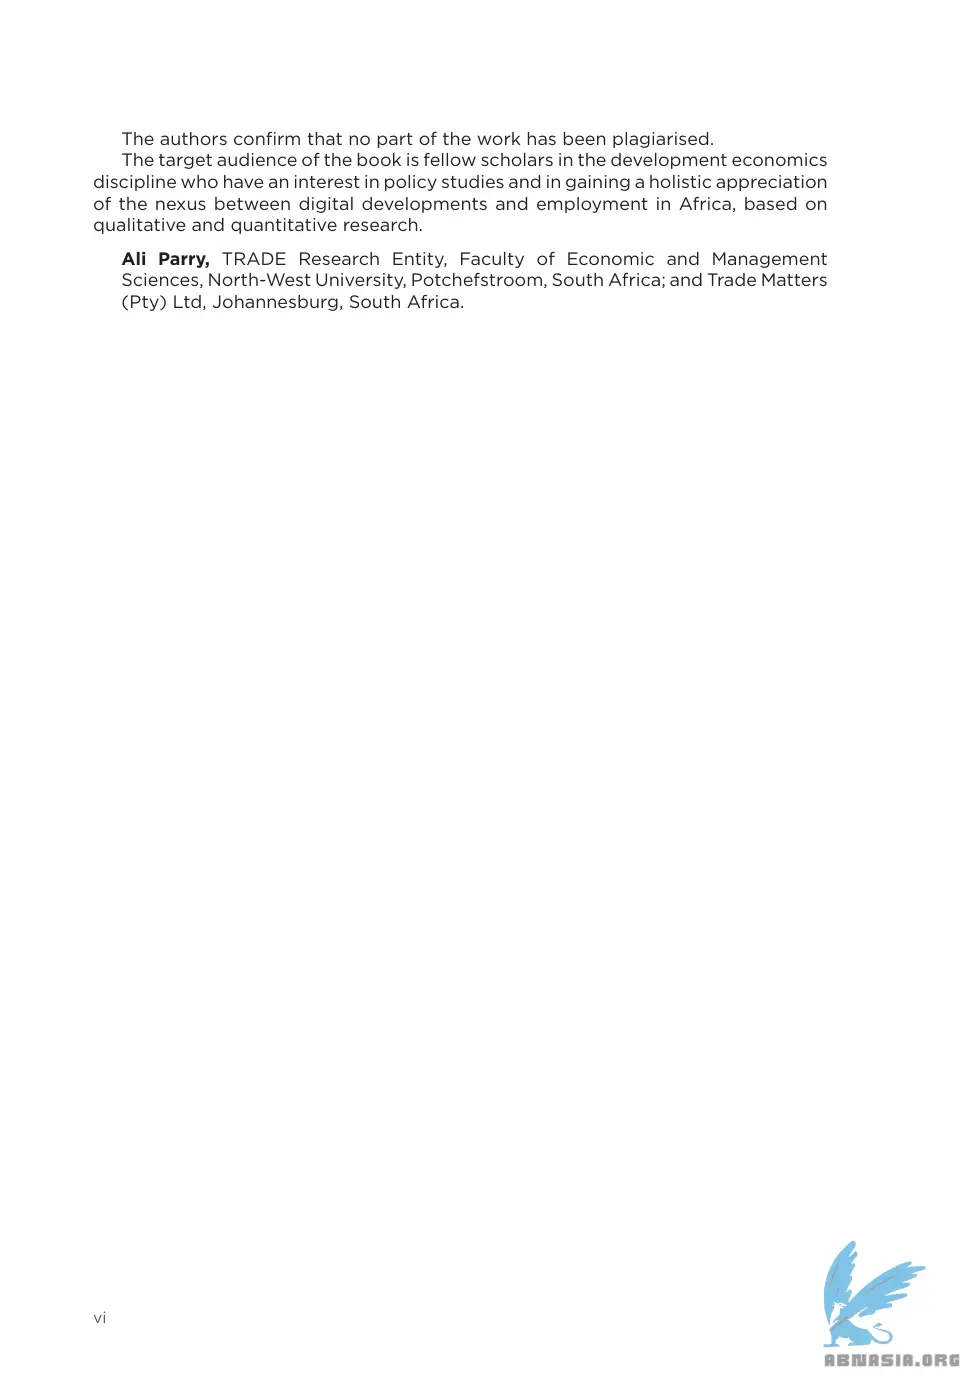 The authors confirm that no part of the work has been plagiarised.
The target audience of the book is fellow scholars in the development economics
discipline who have an interest in policy studies and in gaining a holistic appreciation
of the nexus between digital developments and employment in Africa, based on
qualitative and quantitative research.
Ali Parry, TRADE Research Entity, Faculty of Economic and Management
Sciences, North-West University, Potchefstroom, South Africa; and Trade Matters
(Pty) Ltd, Johannesburg, South Africa.
vi
ABNASIA.ORG